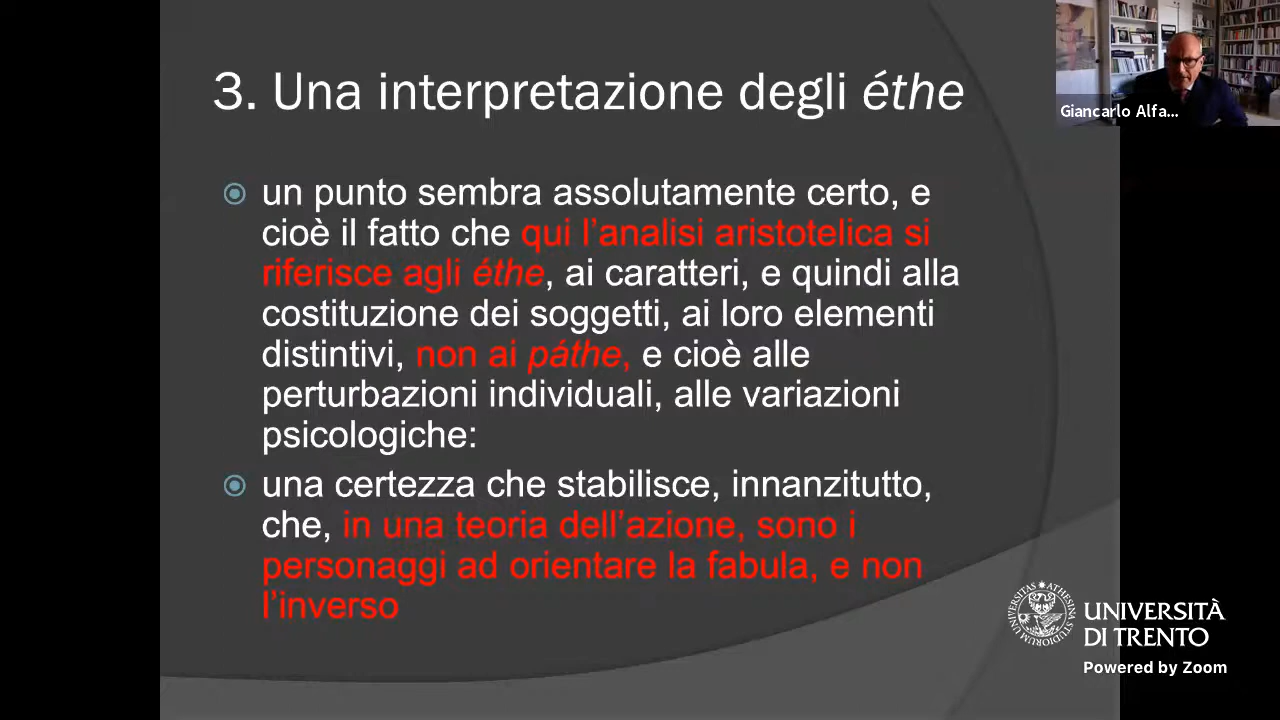 3. Una interpretazione degli éthe
Giancarlo Alfa...
un punto sembra assolutamente certo, e
cioè il fatto che qui l'analisi aristotelica si
riferisce agli éthe, ai caratteri, e quindi alla
costituzione dei soggetti, ai loro elementi
distintivi, non ai páthe, e cioè alle
perturbazioni individuali, alle variazioni
psicologiche:
una certezza che stabilisce, innanzitutto,
che, in una teoria dell'azione, sono i
personaggi ad orientare la fabula, e non
l'inverso
UNIVERSITAS ATHESINA STUDIORUM
UNIVERSITÀ
DI TRENTO
Powered by Zoom